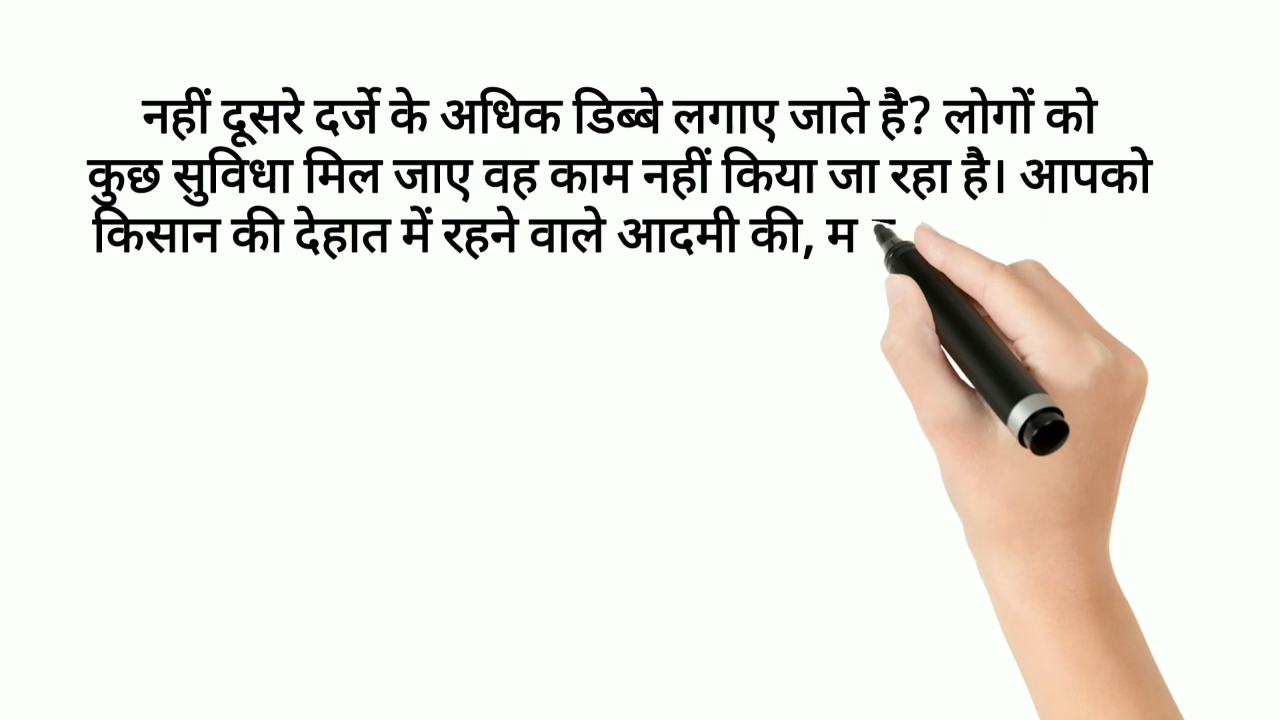 नहीं दूसरे दर्जे के अधिक डिब्बे लगाए जाते है? लोगों को
कुछ सुविधा मिल जाए वह काम नहीं किया जा रहा है। आपको
किसान की देहात में रहने वाले आदमी की, म